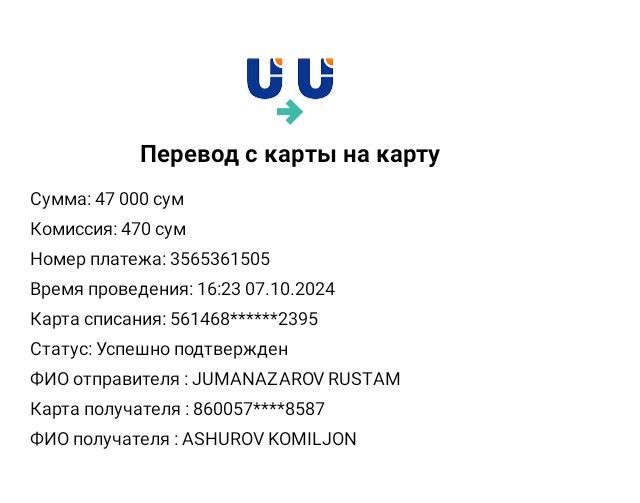 Перевод с карты на карту
Сумма: 47 000 сум
Комиссия: 470 сум
Номер платежа: 3565361505
Время проведения: 16:23 07.10.2024
Карта списания: 561468******2395
Статус: Успешно подтвержден
ФИО отправителя : JUMANAZAROV RUSTAM
Карта получателя : 860057****8587
ФИО получателя : ASHUROV KOMILJON